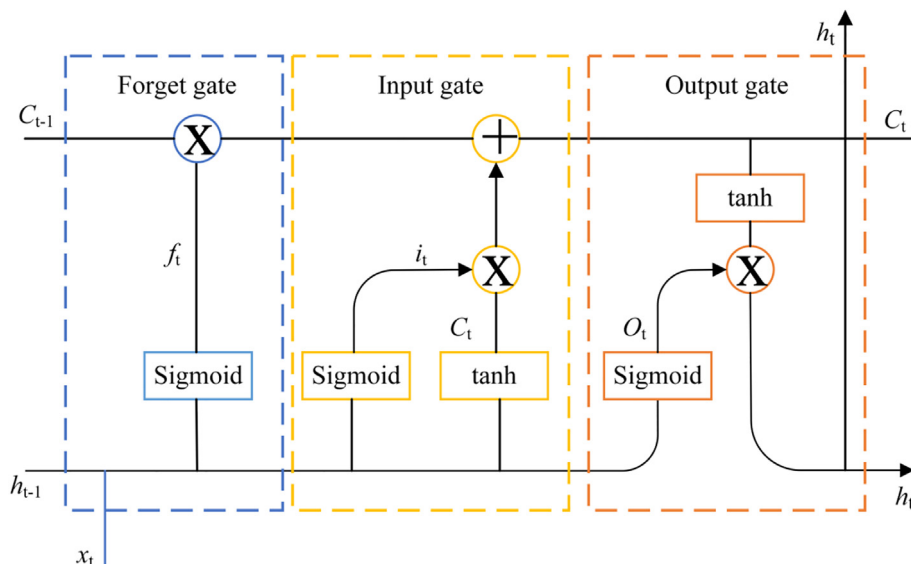 h_t
Forget gate
Input gate
Output gate
C_t-1
X
+
C_t
tanh
f_t
i_t
X
X
C_t
O_t
Sigmoid
Sigmoid
tanh
Sigmoid
h_t-1
h_t
x_t